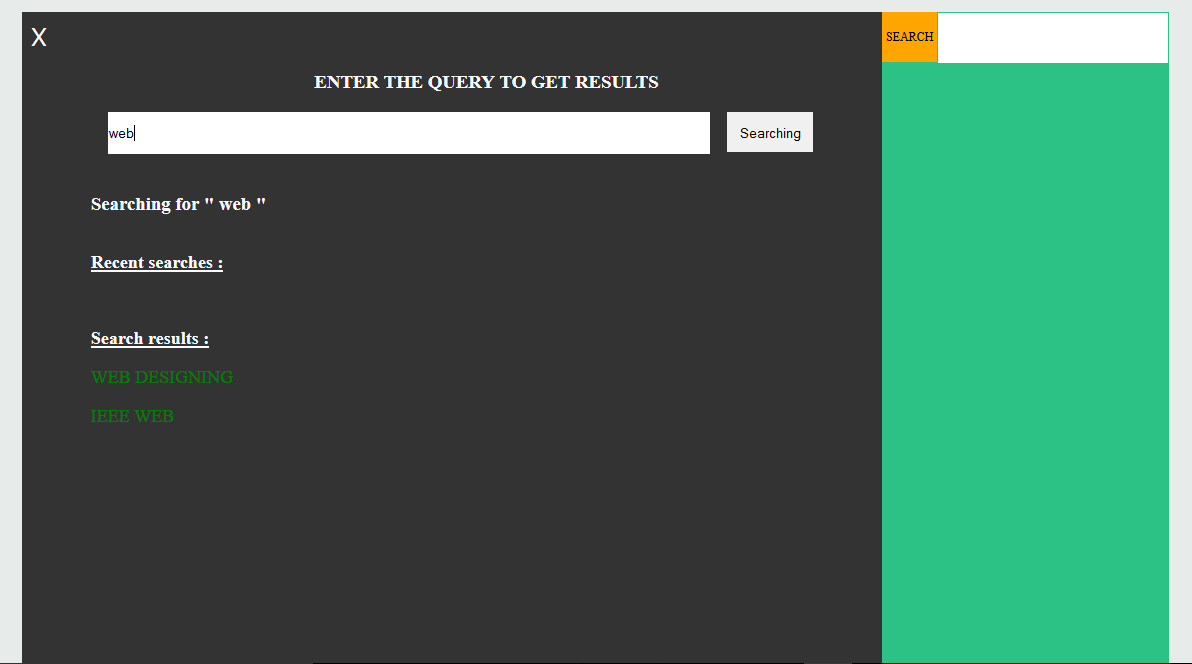 X
SEARCH
ENTER THE QUERY TO GET RESULTS
web
Searching
Searching for " web "
Recent searches :
Search results :
WEB DESIGNING
IEEE WEB